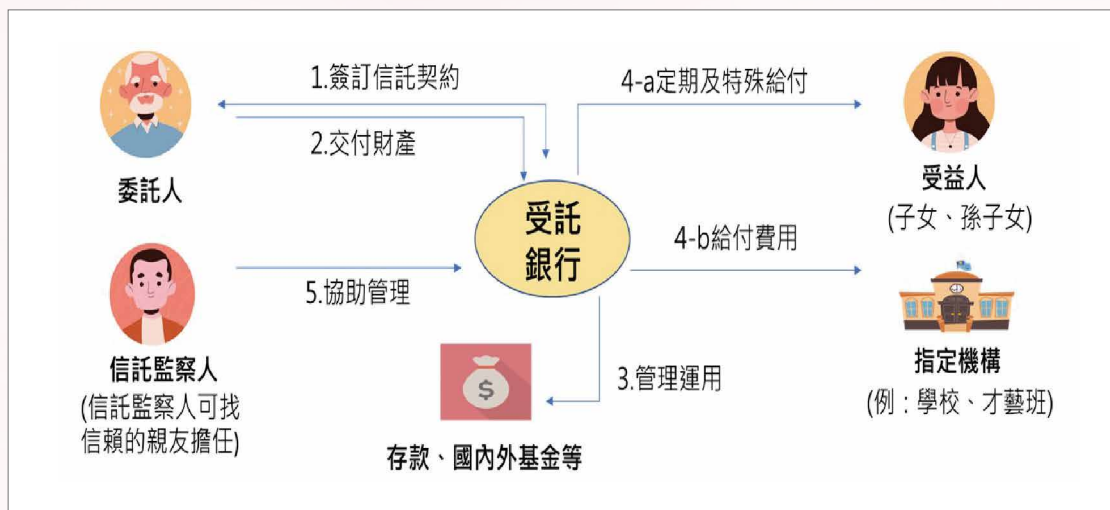 1.簽訂信託契約
2.交付財產
委託人
4-a定期及特殊給付
受益人
(子女、孫子女)
受託
銀行
4-b給付費用
5.協助管理
信託監察人
(信託監察人可找
信賴的親友擔任)
$
3.管理運用
存款、國內外基金等
指定機構
(例：學校、才藝班)